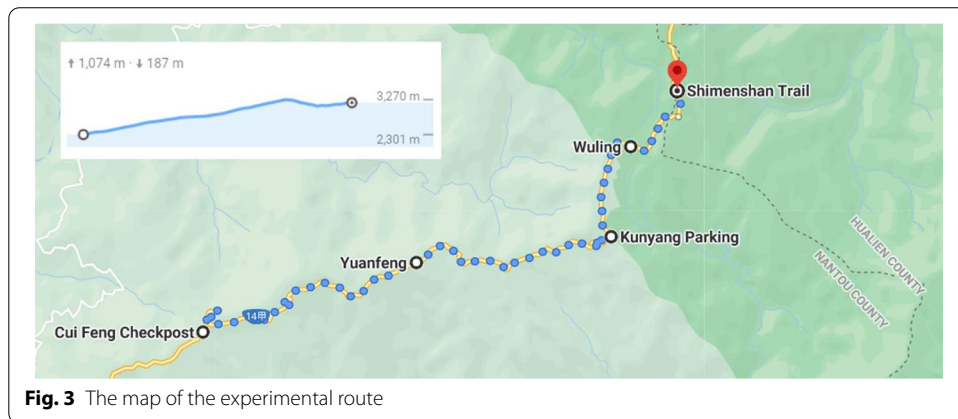 ↑ 1,074 m · ↓ 187 m
3,270 m
2,301 m
Shimenshan Trail
Wuling
Kunyang Parking
Yuanfeng
HUALIEN COUNTY
NANTOU COUNTY
14甲
Cui Feng Checkpost
Fig. 3 The map of the experimental route